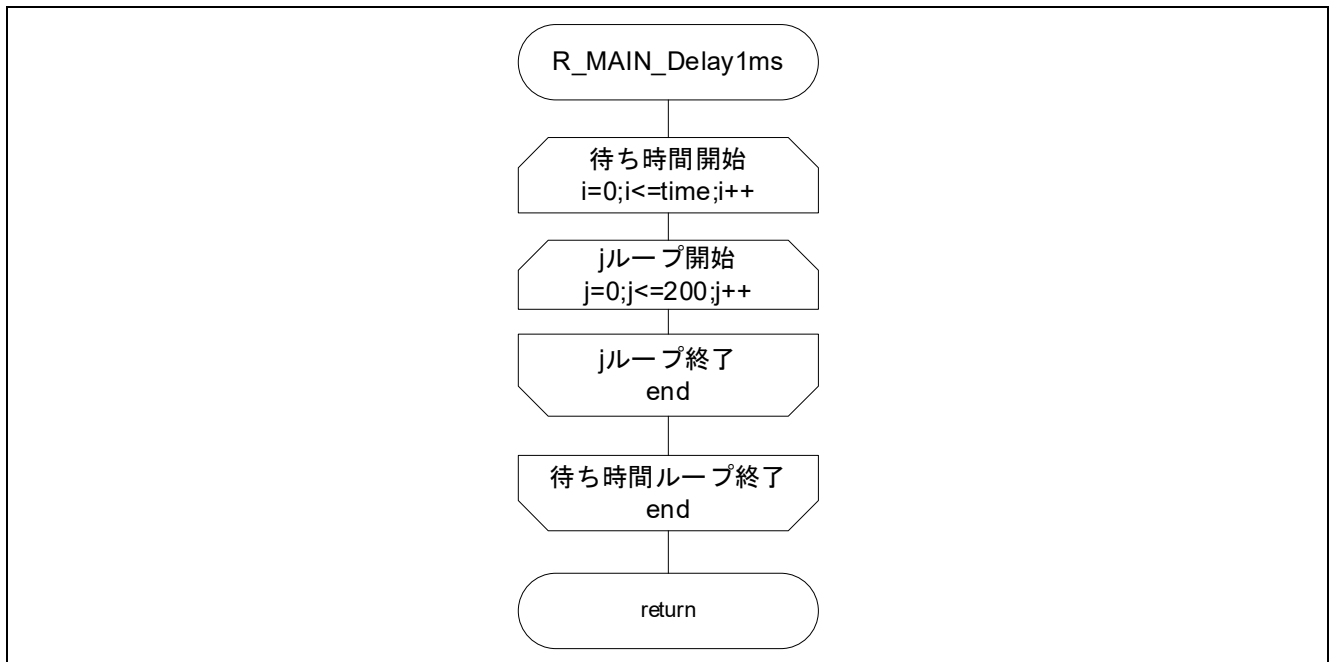 R_MAIN_Delay1ms
待ち時間開始
i=0;i<=time;i++
jループ開始
j=0;j<=200;j++
jループ終了
end
待ち時間ループ終了
end
return